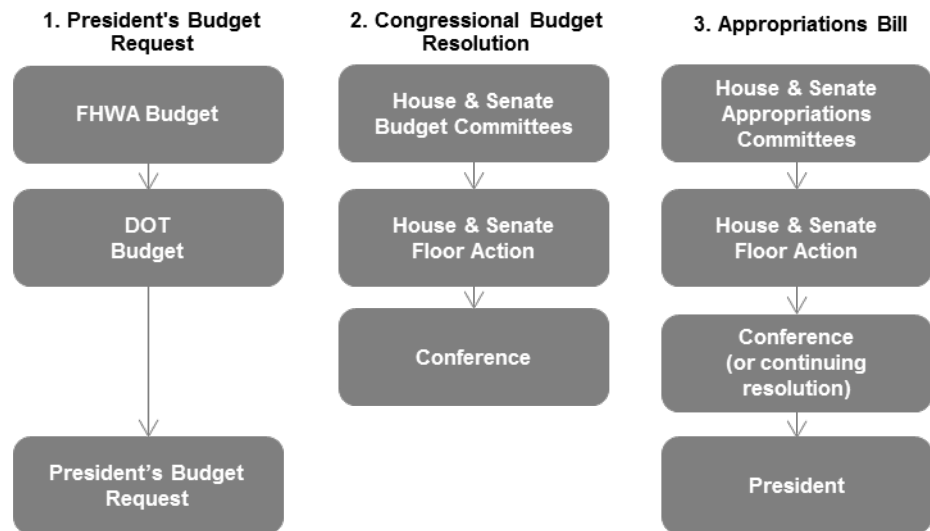 1. President's Budget
Request
FHWA Budget
DOT
Budget
President’s Budget
Request
2. Congressional Budget
Resolution
House & Senate
Budget Committees
House & Senate
Floor Action
Conference
3. Appropriations Bill
House & Senate
Appropriations
Committees
House & Senate
Floor Action
Conference
(or continuing
resolution)
President